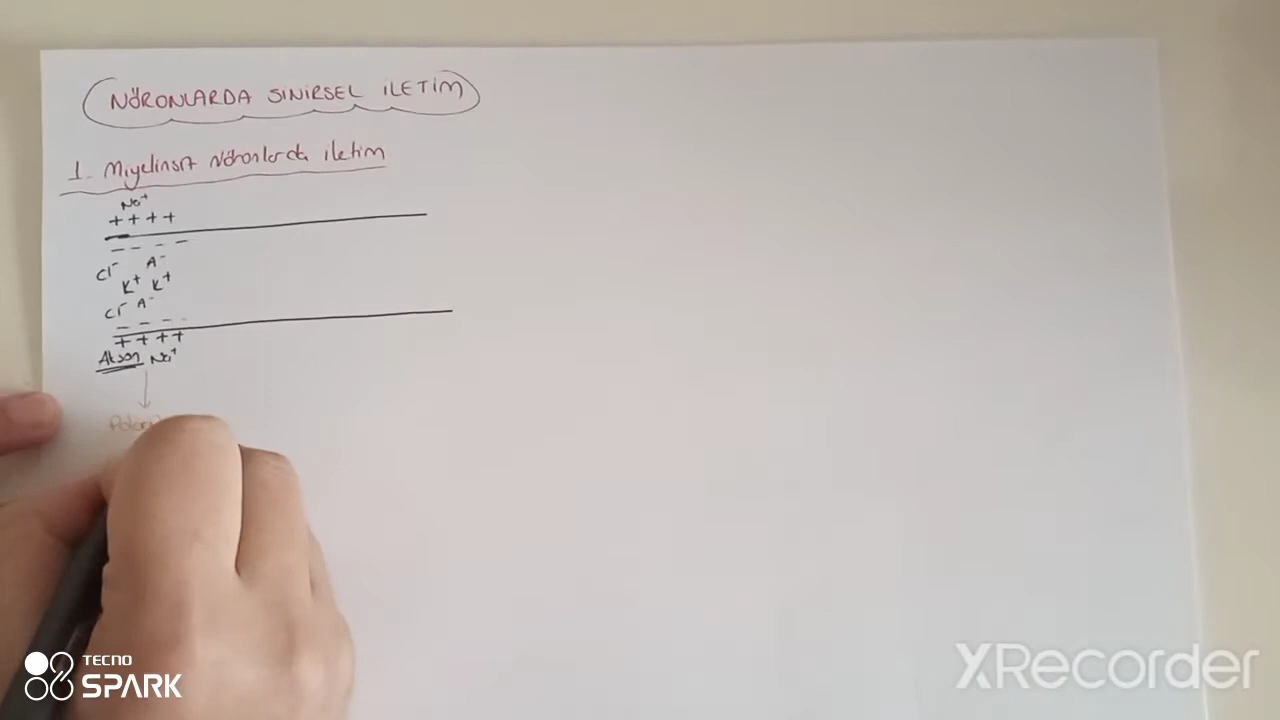 NÖRONLARDA SINIRSEL İLETİM
1. Miyelinsiz Nöronlarda iletim
Na+
++++
----
Cl- A-
K+ K+
Cl- A-
----
++++
Akson Na+
TECNO
SPARK
XRecorder